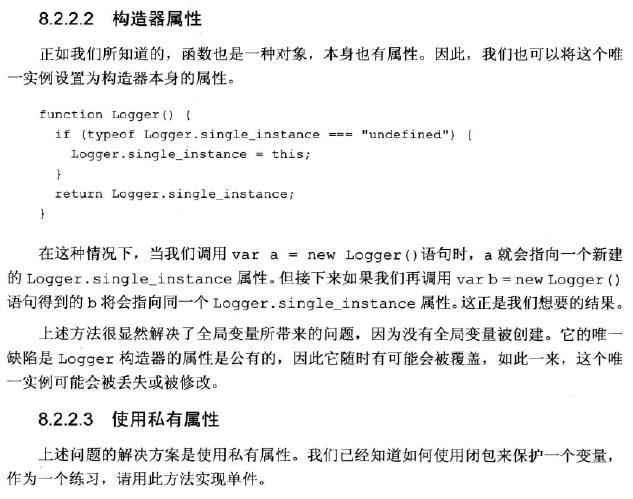 8.2.2.2 构造器属性
正如我们所知道的，函数也是一种对象，本身也有属性。因此，我们也可以将这个唯
一实例设置为构造器本身的属性。
function Logger() {
if (typeof Logger.single_instance === "undefined") {
Logger.single_instance = this;
}
return Logger.single_instance;
}
在这种情况下，当我们调用 var a = new Logger()语句时，a 就会指向一个新建
的 Logger.single_instance 属性。但接下来如果我们再调用 var b = new Logger()
语句得到的 b 将会指向同一个 Logger.single_instance 属性。这正是我们想要的结果。
上述方法很显然解决了全局变量所带来的问题，因为没有全局变量被创建。它的唯一
缺陷是 Logger 构造器的属性是公有的，因此它随时有可能会被覆盖，如此一来，这个唯
一实例可能会被丢失或被修改。
8.2.2.3 使用私有属性
上述问题的解决方案是使用私有属性。我们已经知道如何使用闭包来保护一个变量，
作为一个练习，请用此方法实现单件。